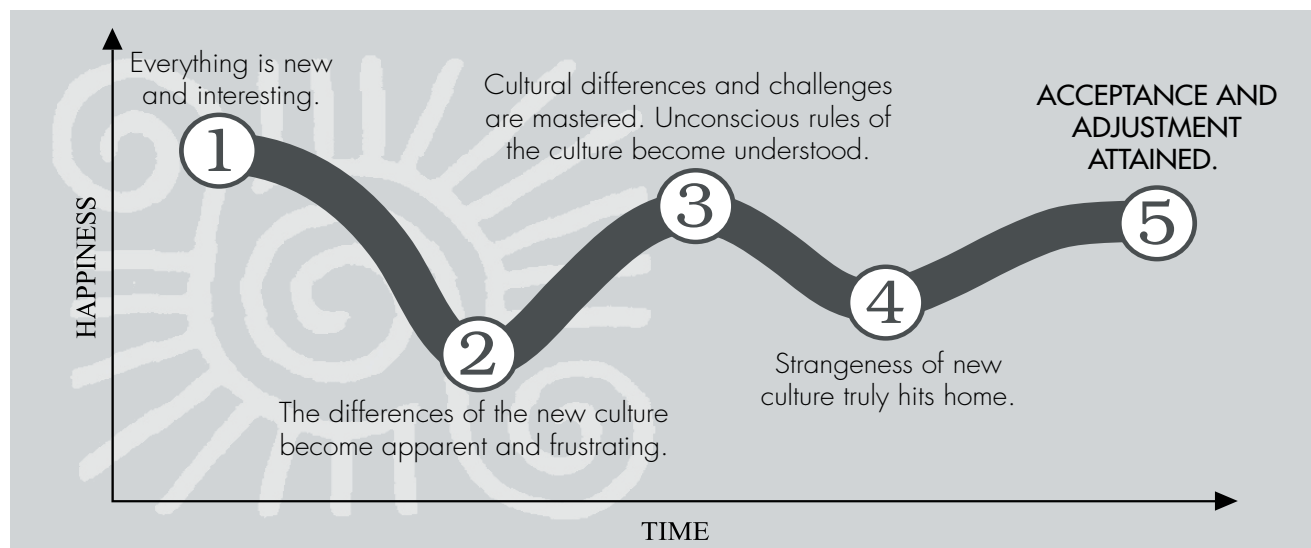 Everything is new
and interesting.
1
Cultural differences and challenges
are mastered. Unconscious rules of
the culture become understood.
3
ACCEPTANCE AND
ADJUSTMENT
ATTAINED.
5
HAPPINESS
2
The differences of the new culture
become apparent and frustrating.
4
Strangeness of new
culture truly hits home.
TIME